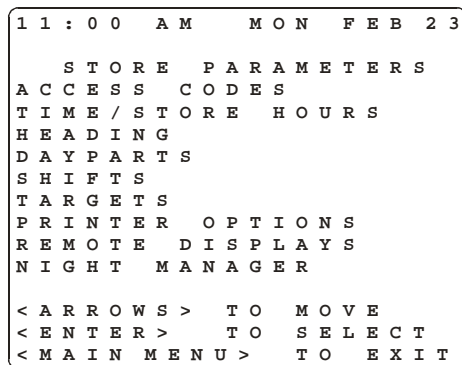 11:00 AM MON FEB 23
STORE PARAMETERS
ACCESS CODES
TIME/STORE HOURS
HEADING
DAYPARTS
SHIFTS
TARGETS
PRINTER OPTIONS
REMOTE DISPLAYS
NIGHT MANAGER
<ARROWS> TO MOVE
<ENTER> TO SELECT
<MAIN MENU> TO EXIT